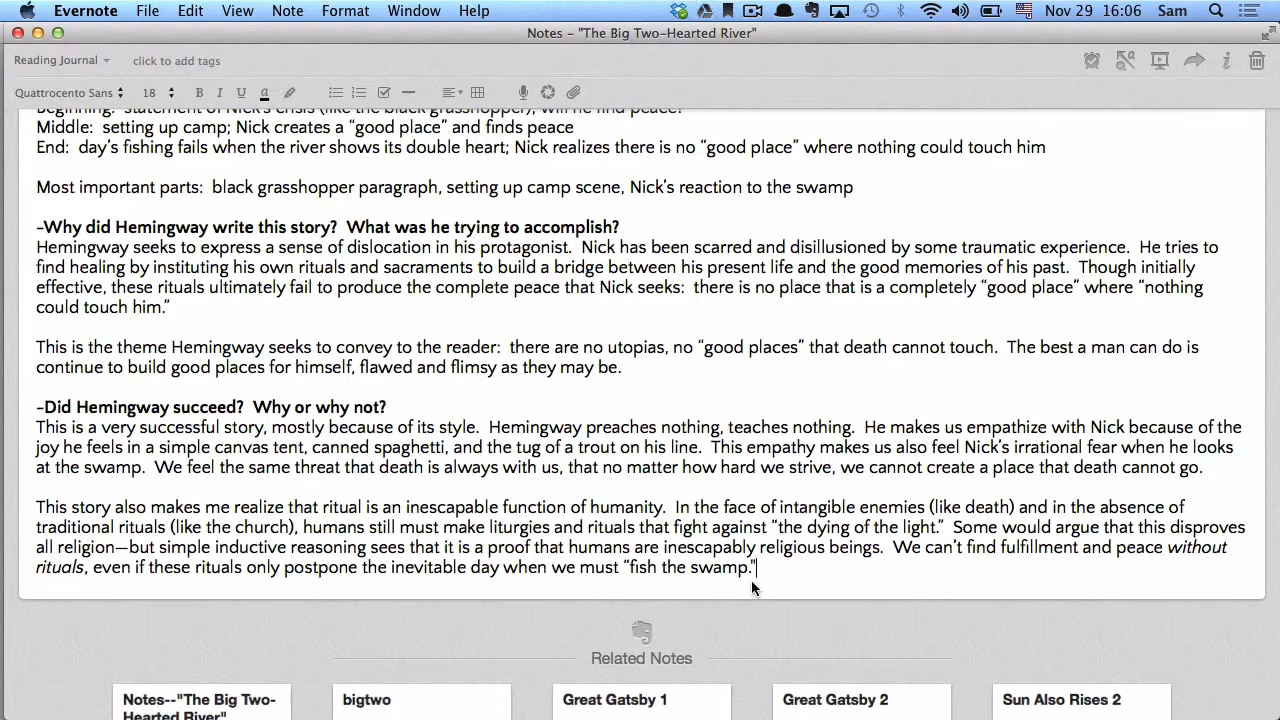 Evernote File Edit View Note Format Window Help Nov 29 16:06 Sam
Notes – "The Big Two-Hearted River"
Reading Journal click to add tags
Quattrocento Sans 18 B I U a
Beginning: statement of Nick's crisis (like the black grasshopper); will he find peace?
Middle: setting up camp; Nick creates a “good place” and finds peace
End: day’s fishing fails when the river shows its double heart; Nick realizes there is no “good place” where nothing could touch him
Most important parts: black grasshopper paragraph, setting up camp scene, Nick’s reaction to the swamp
–Why did Hemingway write this story? What was he trying to accomplish?
Hemingway seeks to express a sense of dislocation in his protagonist. Nick has been scarred and disillusioned by some traumatic experience. He tries to
find healing by instituting his own rituals and sacraments to build a bridge between his present life and the good memories of his past. Though initially
effective, these rituals ultimately fail to produce the complete peace that Nick seeks: there is no place that is a completely “good place” where “nothing
could touch him.”
This is the theme Hemingway seeks to convey to the reader: there are no utopias, no “good places” that death cannot touch. The best a man can do is
continue to build good places for himself, flawed and flimsy as they may be.
–Did Hemingway succeed? Why or why not?
This is a very successful story, mostly because of its style. Hemingway preaches nothing, teaches nothing. He makes us empathize with Nick because of the
joy he feels in a simple canvas tent, canned spaghetti, and the tug of a trout on his line. This empathy makes us also feel Nick’s irrational fear when he looks
at the swamp. We feel the same threat that death is always with us, that no matter how hard we strive, we cannot create a place that death cannot go.
This story also makes me realize that ritual is an inescapable function of humanity. In the face of intangible enemies (like death) and in the absence of
traditional rituals (like the church), humans still must make liturgies and rituals that fight against “the dying of the light.” Some would argue that this disproves
all religion—but simple inductive reasoning sees that it is a proof that humans are inescapably religious beings. We can’t find fulfillment and peace without
rituals, even if these rituals only postpone the inevitable day when we must “fish the swamp.”
Related Notes
Notes--"The Big Two-
Hearted River"
bigtwo
Great Gatsby 1
Great Gatsby 2
Sun Also Rises 2